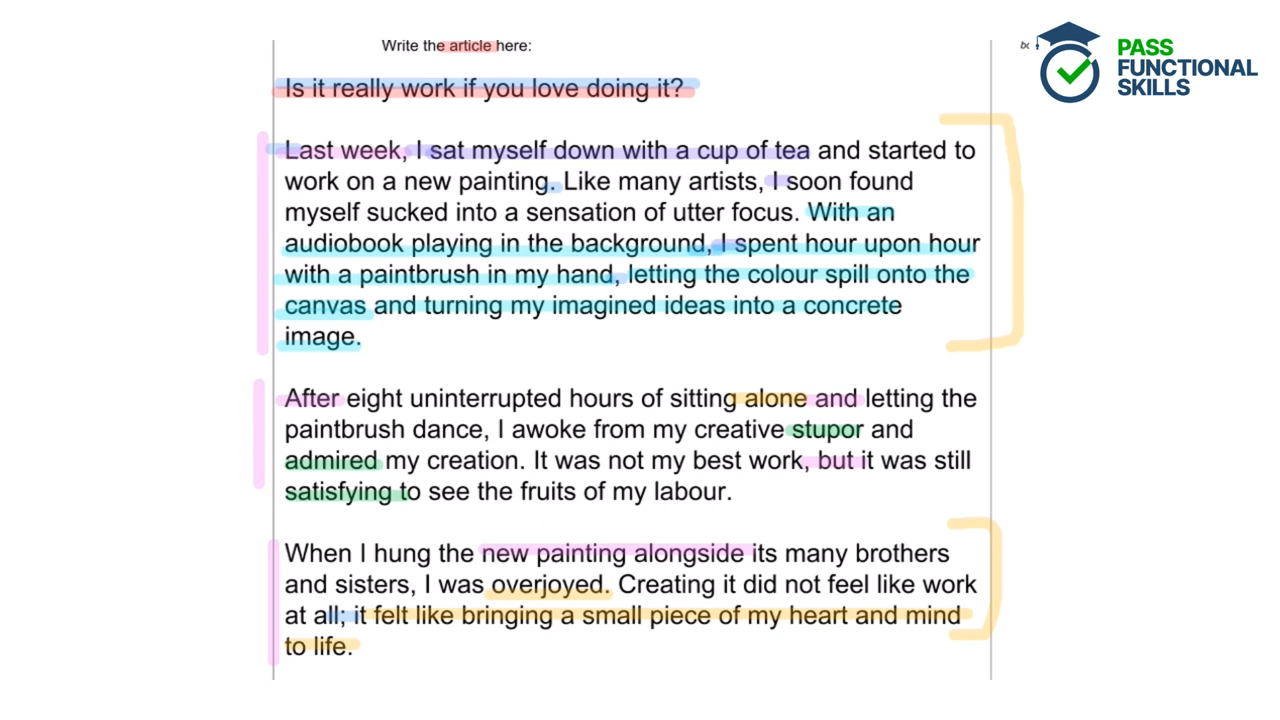 Write the article here:
Is it really work if you love doing it?
Last week, I sat myself down with a cup of tea and started to
work on a new painting. Like many artists, I soon found
myself sucked into a sensation of utter focus. With an
audiobook playing in the background, I spent hour upon hour
with a paintbrush in my hand, letting the colour spill onto the
canvas and turning my imagined ideas into a concrete
image.
After eight uninterrupted hours of sitting alone and letting the
paintbrush dance, I awoke from my creative stupor and
admired my creation. It was not my best work, but it was still
satisfying to see the fruits of my labour.
When I hung the new painting alongside its many brothers
and sisters, I was overjoyed. Creating it did not feel like work
at all; it felt like bringing a small piece of my heart and mind
to life.
PASS
FUNCTIONAL
SKILLS